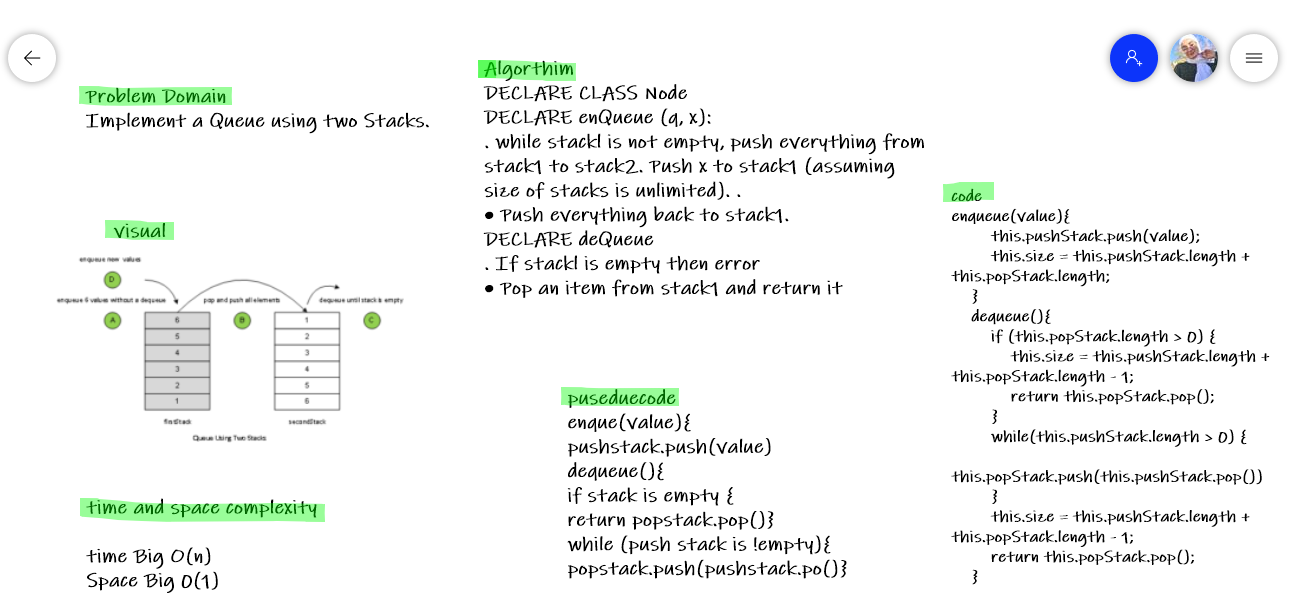 Problem Domain
Implement a Queue using two Stacks.
visual
enqueue new values
D
enqueue 6 values without a dequeue
pop and push all elements
dequeue until stack is empty
A
B
C
6
5
4
3
2
1
1
2
3
4
5
6
firstStack
secondStack
Queue Using Two Stacks
time and space complexity
time Big O(n)
Space Big O(1)
Algorthim
DECLARE CLASS Node
DECLARE enQueue (q, x):
. while stack1 is not empty, push everything from
stack1 to stack2. Push x to stack1 (assuming
size of stacks is unlimited). .
• Push everything back to stack1.
DECLARE deQueue
. If stack1 is empty then error
• Pop an item from stack1 and return it
puseduecode
enque(value){
pushstack.push(value)
dequeue(){
if stack is empty {
return popstack.pop()}
while (push stack is !empty){
popstack.push(pushstack.po()}
code
enqueue(value){
this.pushStack.push(value);
this.size = this.pushStack.length +
this.popStack.length;
}
dequeue(){
if (this.popStack.length > 0) {
this.size = this.pushStack.length +
this.popStack.length - 1;
return this.popStack.pop();
}
while(this.pushStack.length > 0) {
this.popStack.push(this.pushStack.pop())
}
this.size = this.pushStack.length +
this.popStack.length - 1;
return this.popStack.pop();
}